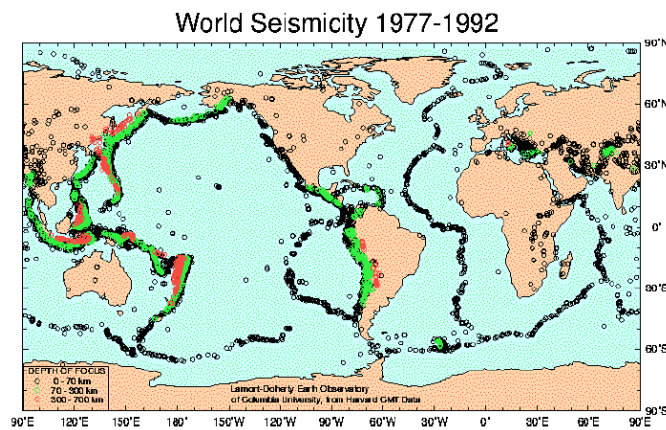 World Seismicity 1977-1992
90˚N
60˚N
30˚N
0˚
30˚S
60˚S
90˚S
DEPTH OF FOCUS
0 - 70 km
70 - 300 km
300 - 700 km
Lamont-Doherty Earth Observatory
of Columbia University, from Harvard CMT Data
90˚E 120˚E 150˚E 180˚ 150˚W 120˚W 90˚W 60˚W 30˚W 0˚ 30˚E 60˚E 90˚E